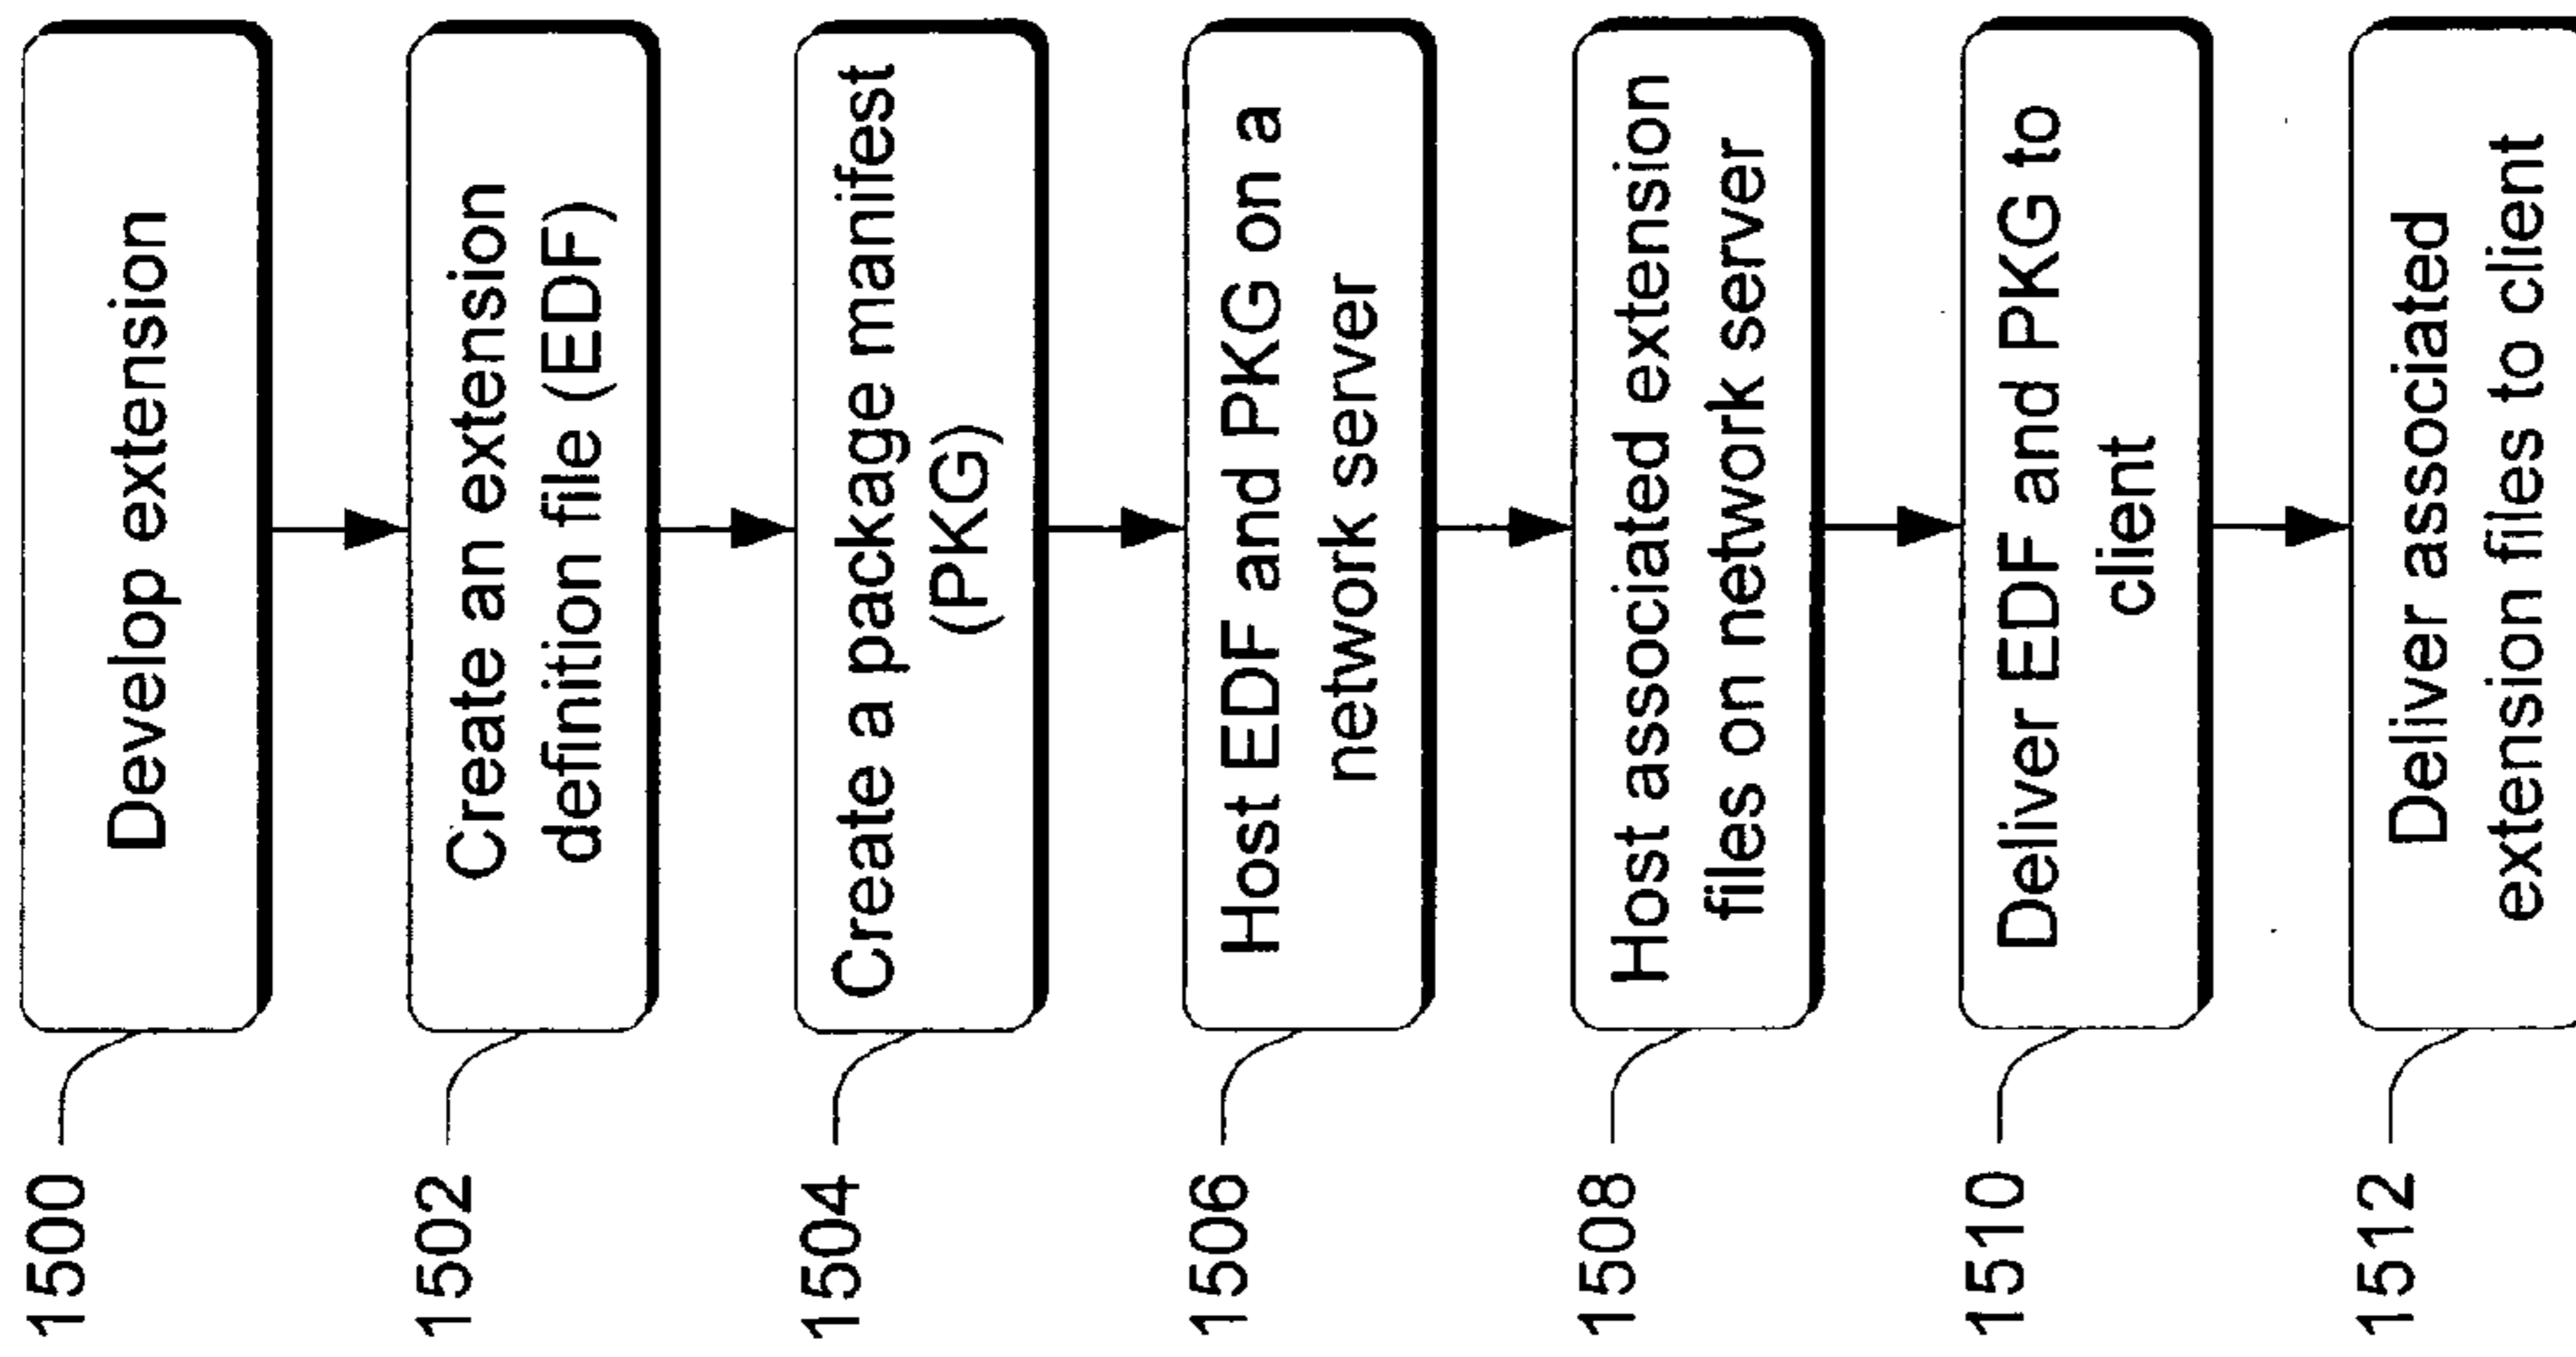 1500
Develop extension
1502
Create an extension
definition file (EDF)
1504
Create a package manifest
(PKG)
1506
Host EDF and PKG on a
network server
1508
Host associated extension
files on network server
1510
Deliver EDF and PKG to
client
1512
Deliver associated
extension files to client